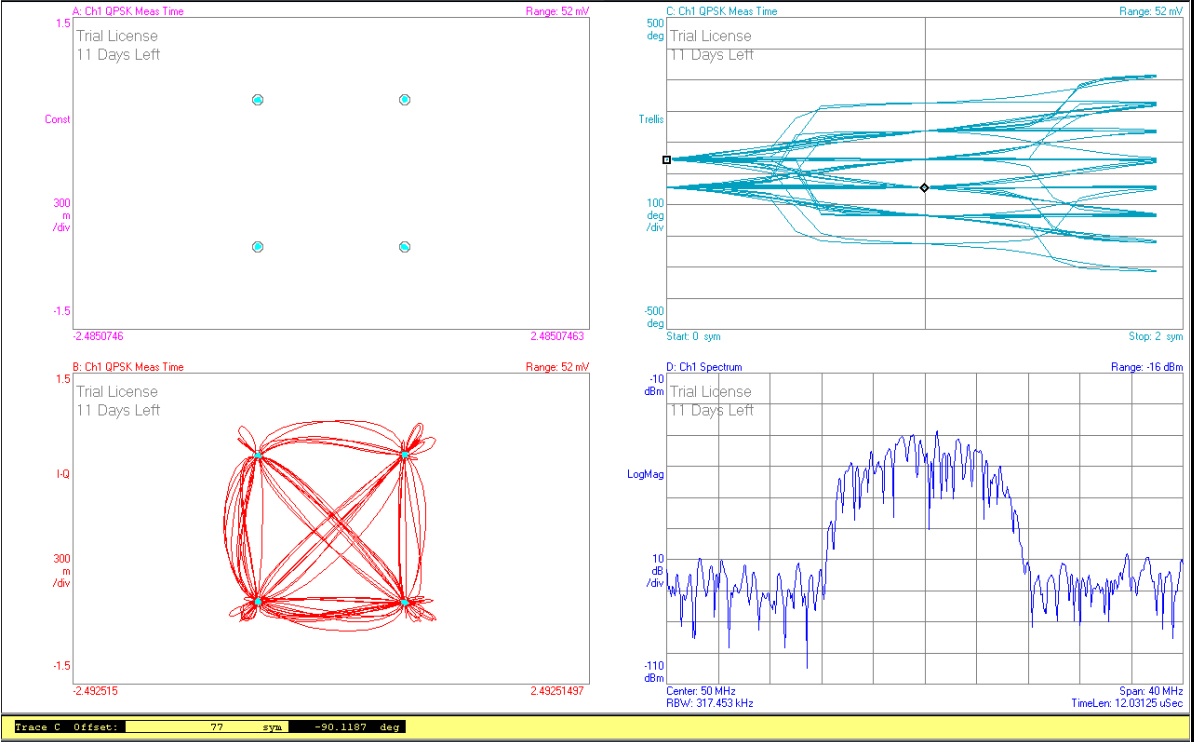 A: Ch1 QPSK Meas Time
Range: 52 mV
1.5
Trial License
11 Days Left
Const
300
m
/div
-1.5
-2.4850746
2.48507463
C: Ch1 QPSK Meas Time
Range: 52 mV
500
deg
Trial License
11 Days Left
Trellis
100
deg
/div
-500
deg
Start: 0 sym
Stop: 2 sym
B: Ch1 QPSK Meas Time
Range: 52 mV
1.5
Trial License
11 Days Left
I-Q
300
m
/div
-1.5
-2.492515
2.49251497
D: Ch1 Spectrum
Range: -16 dBm
-10
dBm
Trial License
11 Days Left
LogMag
10
dB
/div
-110
dBm
Center: 50 MHz
Span: 40 MHz
RBW: 317.453 kHz
TimeLen: 12.03125 uSec
Trace C Offset: 77 sym -90.1187 deg